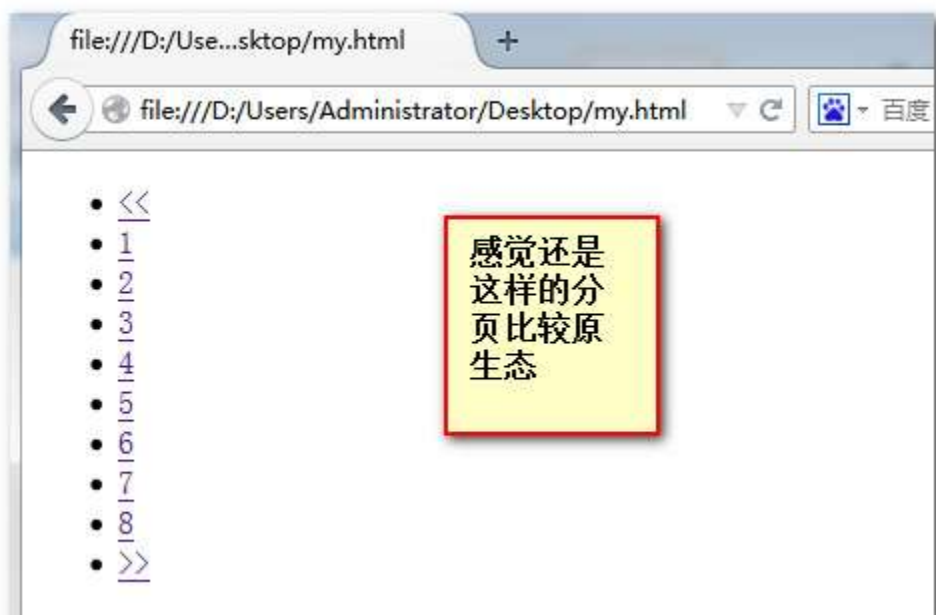 file:///D:/Use...sktop/my.html
+
file:///D:/Users/Administrator/Desktop/my.html
百度
<<
1
2
3
4
5
6
7
8
>>
感觉还是
这样的分
页比较原
生态